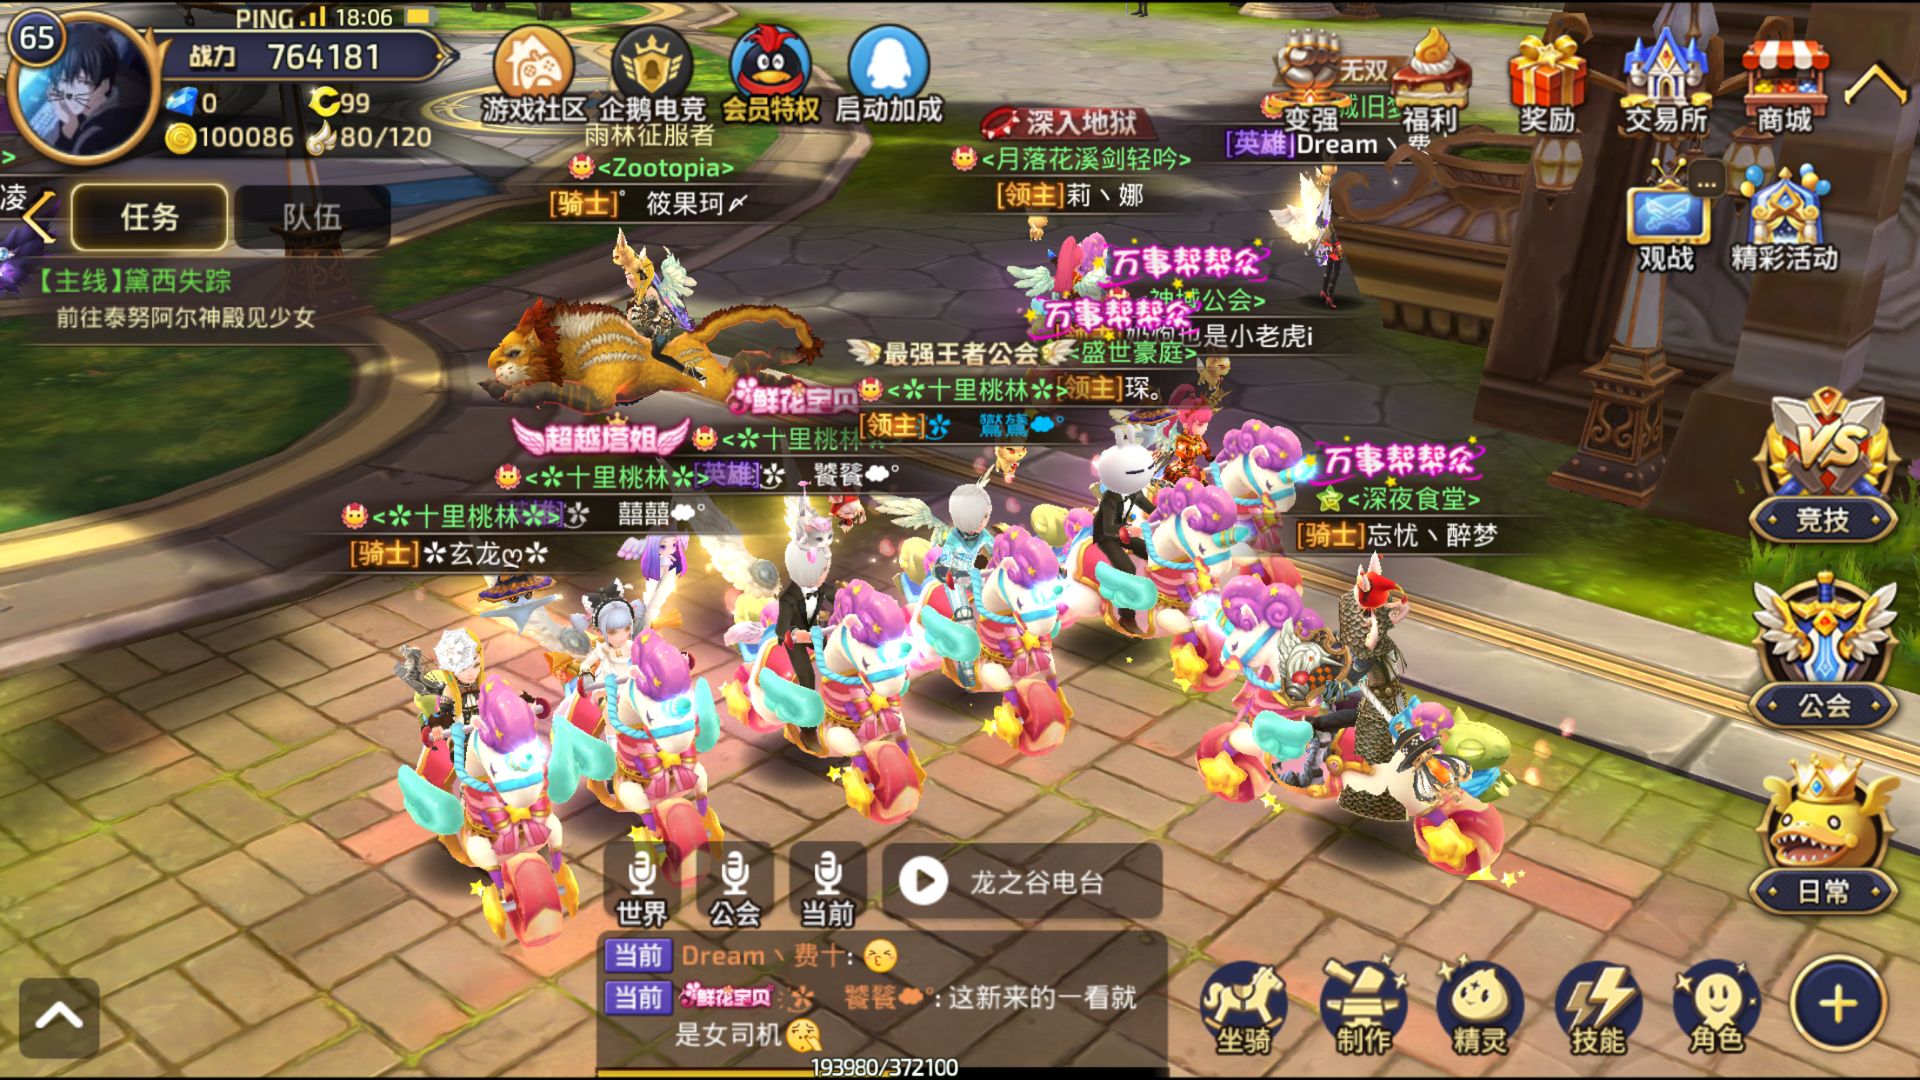 65
PING 18:06
战力 764181
0
99
100086
80/120
游戏社区
企鹅电竞
会员特权
启动加成
无双
变强
福利
奖励
交易所
商城
雨林征服者
<Zootopia>
[骑士]° 筱果珂
深入地狱
<月落花溪剑轻吟>
[领主]莉丶娜
[英雄]Dream丶费
凌
任务
队伍
观战
精彩活动
【主线】黛西失踪
前往泰努阿尔神殿见少女
万事帮帮众
公会>
也是小老虎i
万事帮帮众
<盛世豪庭>
[领主]琛。
最强王者公会
<✲十里桃林✲>
[领主]
鲜花宝贝
<✲十里桃林
[英雄] 饕餮
超越塔姐
<✲十里桃林✲>
囍囍
<✲十里桃林✲>
[骑士]✲玄龙ღ✲
万事帮帮众
<深夜食堂>
[骑士]忘忧丶醉梦
VS
竞技
公会
日常
世界
公会
当前
龙之谷电台
当前 Dream丶费十:
当前 鲜花宝贝 饕餮 °: 这新来的一看就
是女司机
193980/372100
坐骑
制作
精灵
技能
角色